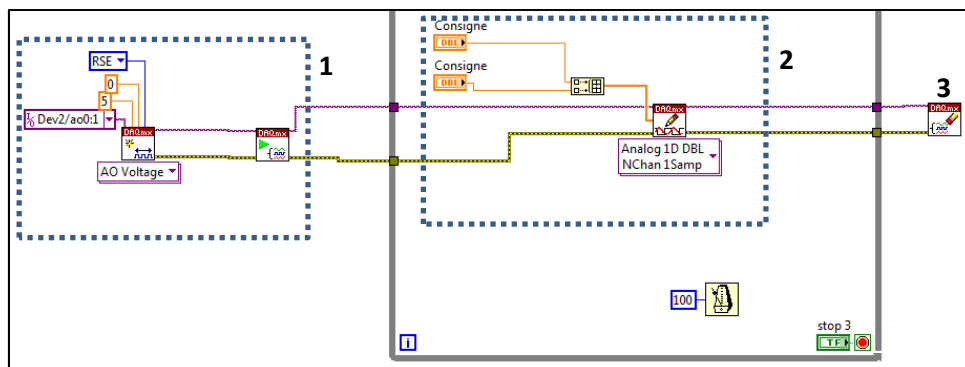 RSE
0
5
Dev2/ao0:1
DAQmx
AO Voltage
DAQmx
1
Consigne
DBL
Consigne
DBL
2
DAQmx
Analog 1D DBL
NChan 1Samp
3
DAQmx
100
i
stop 3
TF